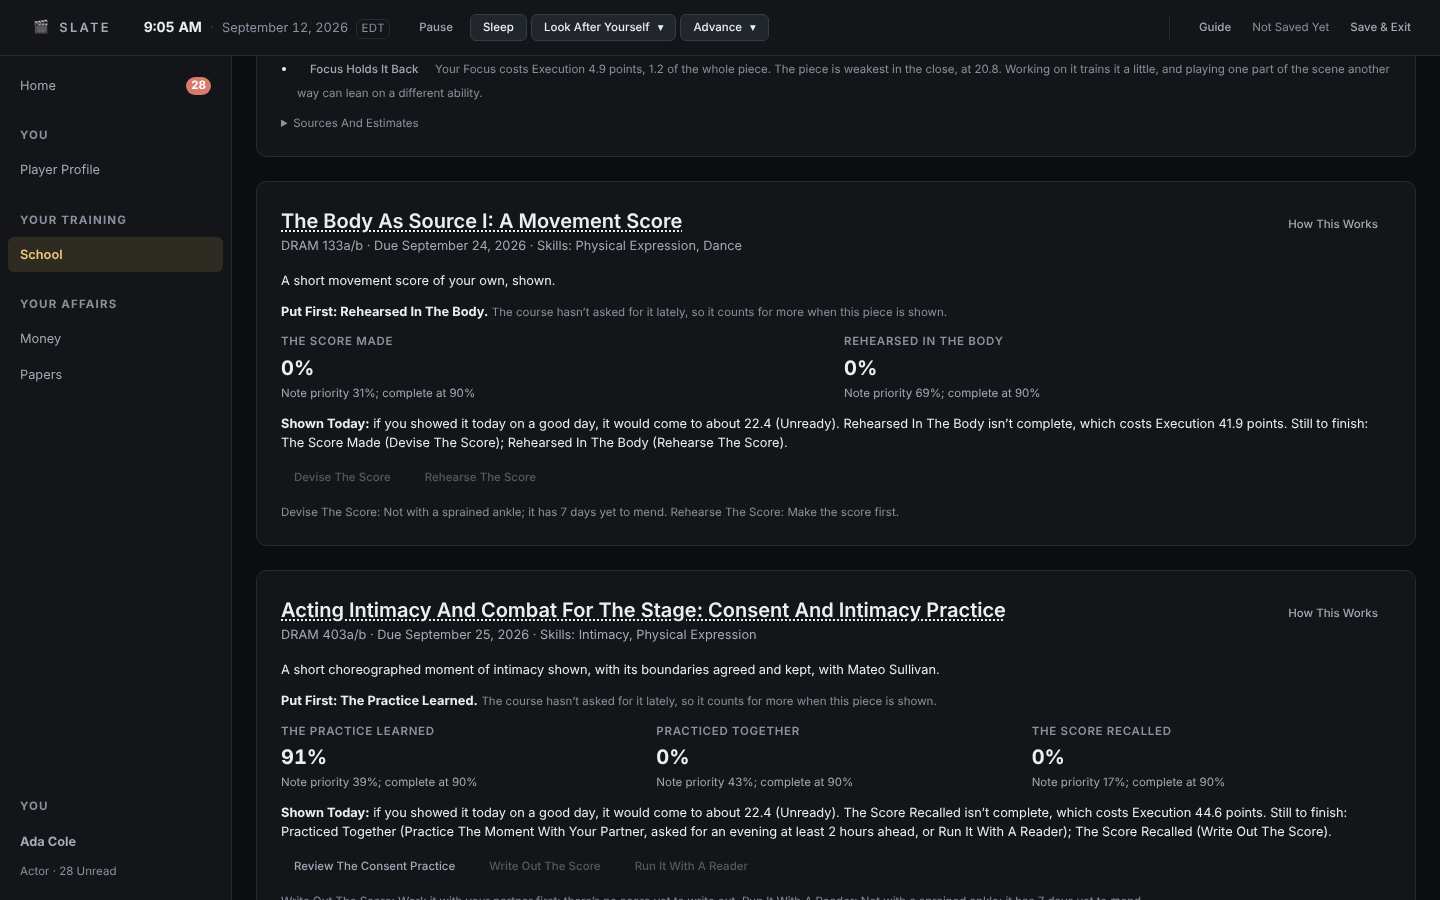 SLATE
9:05 AM · September 12, 2026 EDT
Pause
Sleep
Look After Yourself ▾
Advance ▾
Guide
Not Saved Yet
Save & Exit
Home
28
YOU
Player Profile
YOUR TRAINING
School
YOUR AFFAIRS
Money
Papers
YOU
Ada Cole
Actor · 28 Unread
• Focus Holds It Back Your Focus costs Execution 4.9 points, 1.2 of the whole piece. The piece is weakest in the close, at 20.8. Working on it trains it a little, and playing one part of the scene another
way can lean on a different ability.
▶ Sources And Estimates
The Body As Source I: A Movement Score
How This Works
DRAM 133a/b · Due September 24, 2026 · Skills: Physical Expression, Dance
A short movement score of your own, shown.
Put First: Rehearsed In The Body. The course hasn't asked for it lately, so it counts for more when this piece is shown.
THE SCORE MADE
0%
Note priority 31%; complete at 90%
REHEARSED IN THE BODY
0%
Note priority 69%; complete at 90%
Shown Today: if you showed it today on a good day, it would come to about 22.4 (Unready). Rehearsed In The Body isn't complete, which costs Execution 41.9 points. Still to finish:
The Score Made (Devise The Score); Rehearsed In The Body (Rehearse The Score).
Devise The Score
Rehearse The Score
Devise The Score: Not with a sprained ankle; it has 7 days yet to mend. Rehearse The Score: Make the score first.
Acting Intimacy And Combat For The Stage: Consent And Intimacy Practice
How This Works
DRAM 403a/b · Due September 25, 2026 · Skills: Intimacy, Physical Expression
A short choreographed moment of intimacy shown, with its boundaries agreed and kept, with Mateo Sullivan.
Put First: The Practice Learned. The course hasn't asked for it lately, so it counts for more when this piece is shown.
THE PRACTICE LEARNED
91%
Note priority 39%; complete at 90%
PRACTICED TOGETHER
0%
Note priority 43%; complete at 90%
THE SCORE RECALLED
0%
Note priority 17%; complete at 90%
Shown Today: if you showed it today on a good day, it would come to about 22.4 (Unready). The Score Recalled isn't complete, which costs Execution 44.6 points. Still to finish:
Practiced Together (Practice The Moment With Your Partner, asked for an evening at least 2 hours ahead, or Run It With A Reader); The Score Recalled (Write Out The Score).
Review The Consent Practice
Write Out The Score
Run It With A Reader